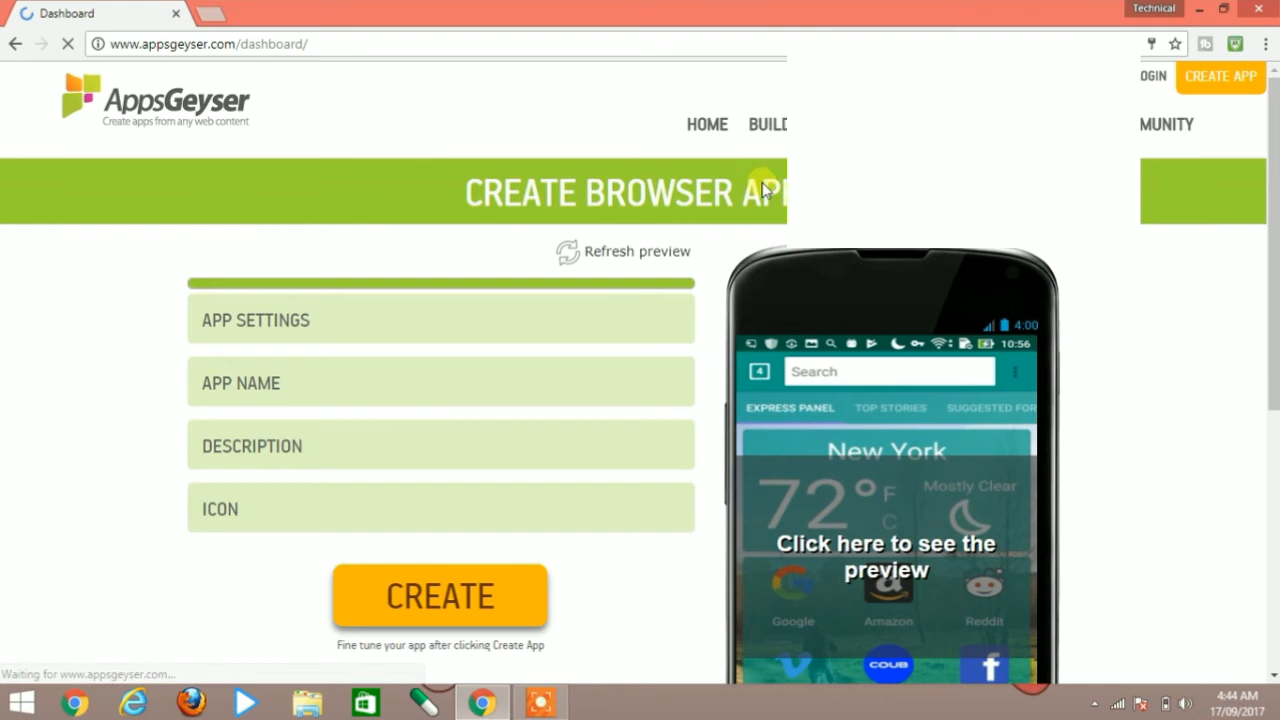 Dashboard
Technical
www.appsgeyser.com/dashboard/
AppsGeyser
Create apps from any web content
OGIN
CREATE APP
HOME
BUILD
MUNITY
CREATE BROWSER AP
Refresh preview
APP SETTINGS
APP NAME
DESCRIPTION
ICON
CREATE
Fine tune your app after clicking Create App
4:00
10:56
4
Search
EXPRESS PANEL
TOP STORIES
SUGGESTED FOR
New York
72° F
C
Mostly Clear
Click here to see the
preview
Google
Amazon
Reddit
COUB
Waiting for www.appsgeyser.com...
4:44 AM
17/09/2017